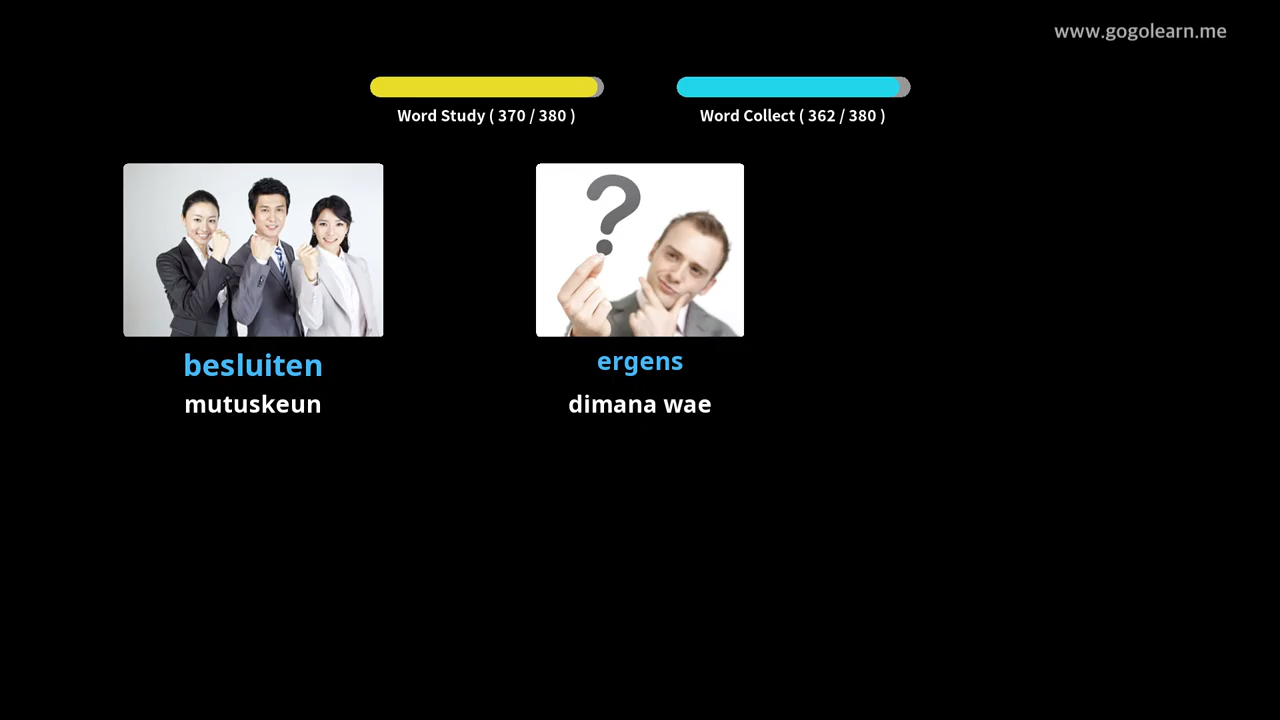 www.gogolearn.me
Word Study ( 370 / 380 )
Word Collect ( 362 / 380 )
besluiten
mutuskeun
ergens
dimana wae